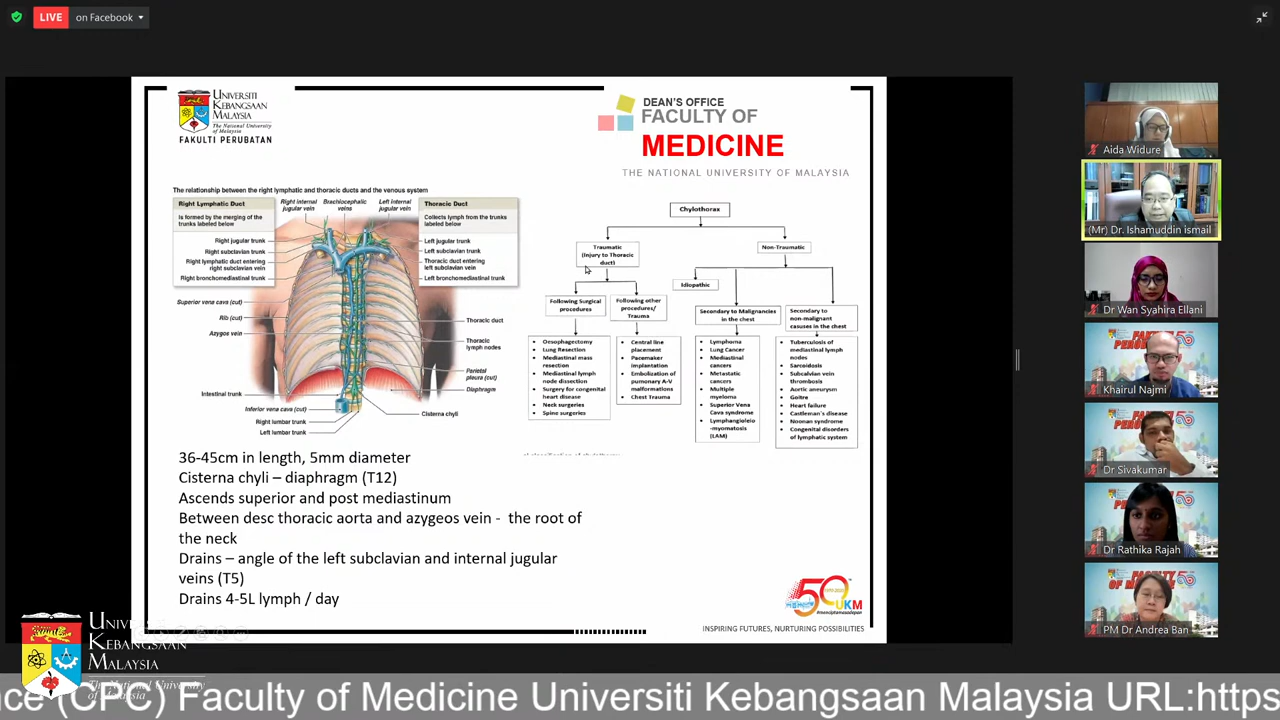 LIVE
on Facebook
UNIVERSITI
KEBANGSAAN
MALAYSIA
The National University
of Malaysia
FAKULTI PERUBATAN
DEAN'S OFFICE
FACULTY OF
MEDICINE
THE NATIONAL UNIVERSITY OF MALAYSIA
The relationship between the right lymphatic and thoracic ducts and the venous system
Right Lymphatic Duct
Is formed by the merging of the
trunks labeled below
Right jugular trunk
Right subclavian trunk
Right lymphatic duct entering
right subclavian vein
Right bronchomediastinal trunk
Superior vena cava (cut)
Rib (cut)
Azygos vein
Intestinal trunk
Inferior vena cava (cut)
Right lumbar trunk
Left lumbar trunk
Right internal
jugular vein
Brachiocephalic
veins
Left internal
jugular vein
Thoracic Duct
Collects lymph from the trunks
labeled below
Left jugular trunk
Left subclavian trunk
Thoracic duct entering
left subclavian vein
Left bronchomediastinal trunk
Thoracic duct
Thoracic
lymph nodes
Parietal
pleura (cut)
Diaphragm
Cisterna chyli
Chylothorax
Traumatic
(Injury to Thoracic
duct)
Non-Traumatic
Following Surgical
procedures
Following other
procedures/
Trauma
Idiopathic
Secondary to Malignancies
in the chest
Secondary to
non-malignant
casuses in the chest
• Oesophagectomy
• Lung Resection
• Mediastinal mass
resection
• Mediastinal lymph
node dissection
• Surgery for congenital
heart disease
• Neck surgeries
• Spine surgeries
• Central line
placement
• Pacemaker
implantation
• Embolization of
pumonary A-V
malformations
• Chest Trauma
• Lymphoma
• Lung Cancer
• Mediastinal
cancers
• Metastatic
cancers
• Multiple
myeloma
• Superior Vena
Cava syndrome
• Lymphangioleio
-myomatosis
(LAM)
• Tuberculosis of
mediastinal lymph
nodes
• Sarcoidosis
• Subcalvian vein
thrombosis
• Aortic aneurysm
• Goitre
• Heart failure
• Castleman's disease
• Noonan syndrome
• Congenital disorders
of lymphatic system
36-45cm in length, 5mm diameter
Cisterna chyli – diaphragm (T12)
Ascends superior and post mediastinum
Between desc thoracic aorta and azygeos vein - the root of
the neck
Drains – angle of the left subclavian and internal jugular
veins (T5)
Drains 4-5L lymph / day
50
UKM
INSPIRING FUTURES, NURTURING POSSIBILITIES
Aida Widure
(Mr) Dr. Ishamuddin ismail
Dr Wan Syahira Ellani
Khairul Najmi
Dr Sivakumar
Dr Rathika Rajah
PM Dr Andrea Ban
UNIVERSITI
KEBANGSAAN
MALAYSIA
The National University
of Malaysia
nce (CPC) Faculty of Medicine Universiti Kebangsaan Malaysia URL:https